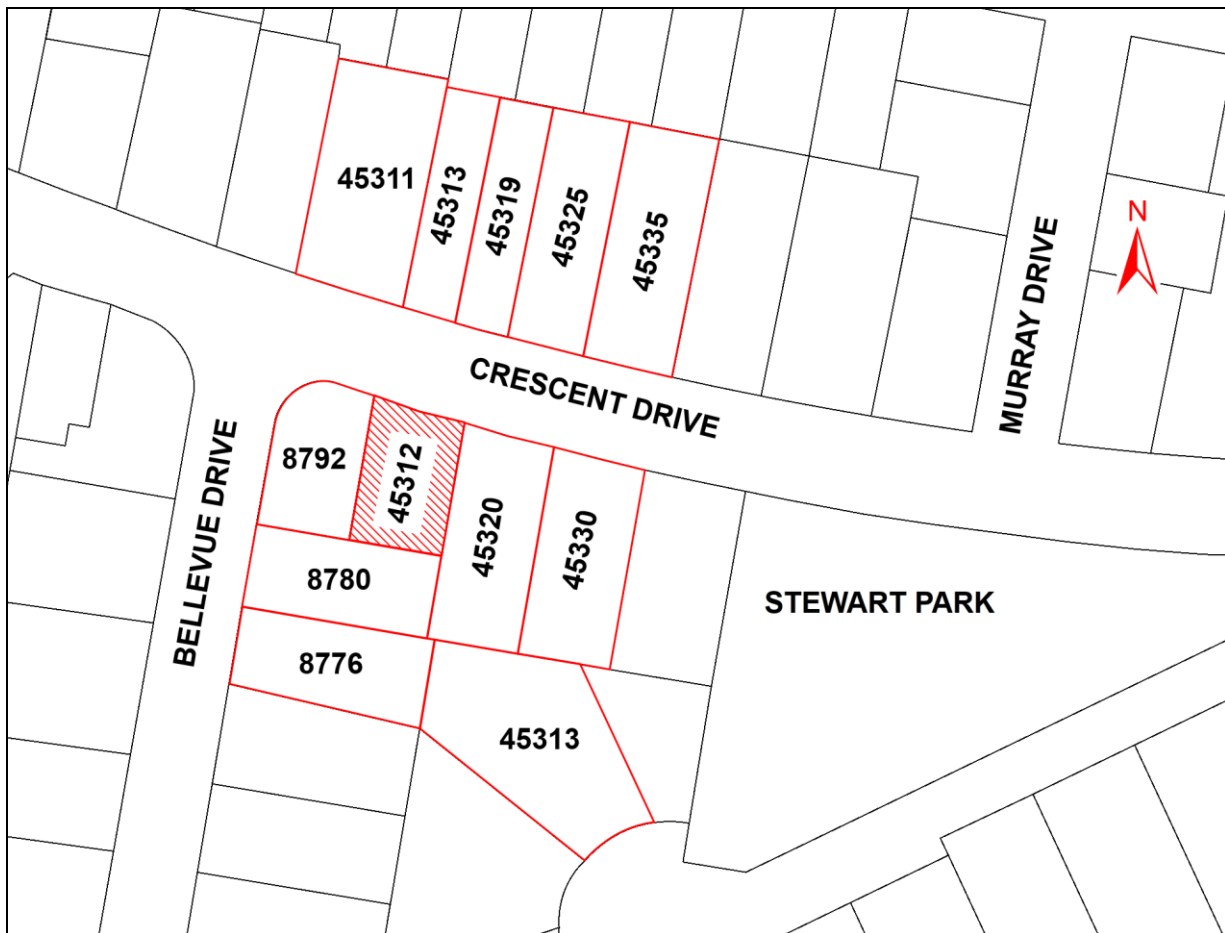 45311
45313
45319
45325
45335
N
MURRAY DRIVE
CRESCENT DRIVE
BELLEVUE DRIVE
8792
45312
45320
45330
8780
STEWART PARK
8776
45313